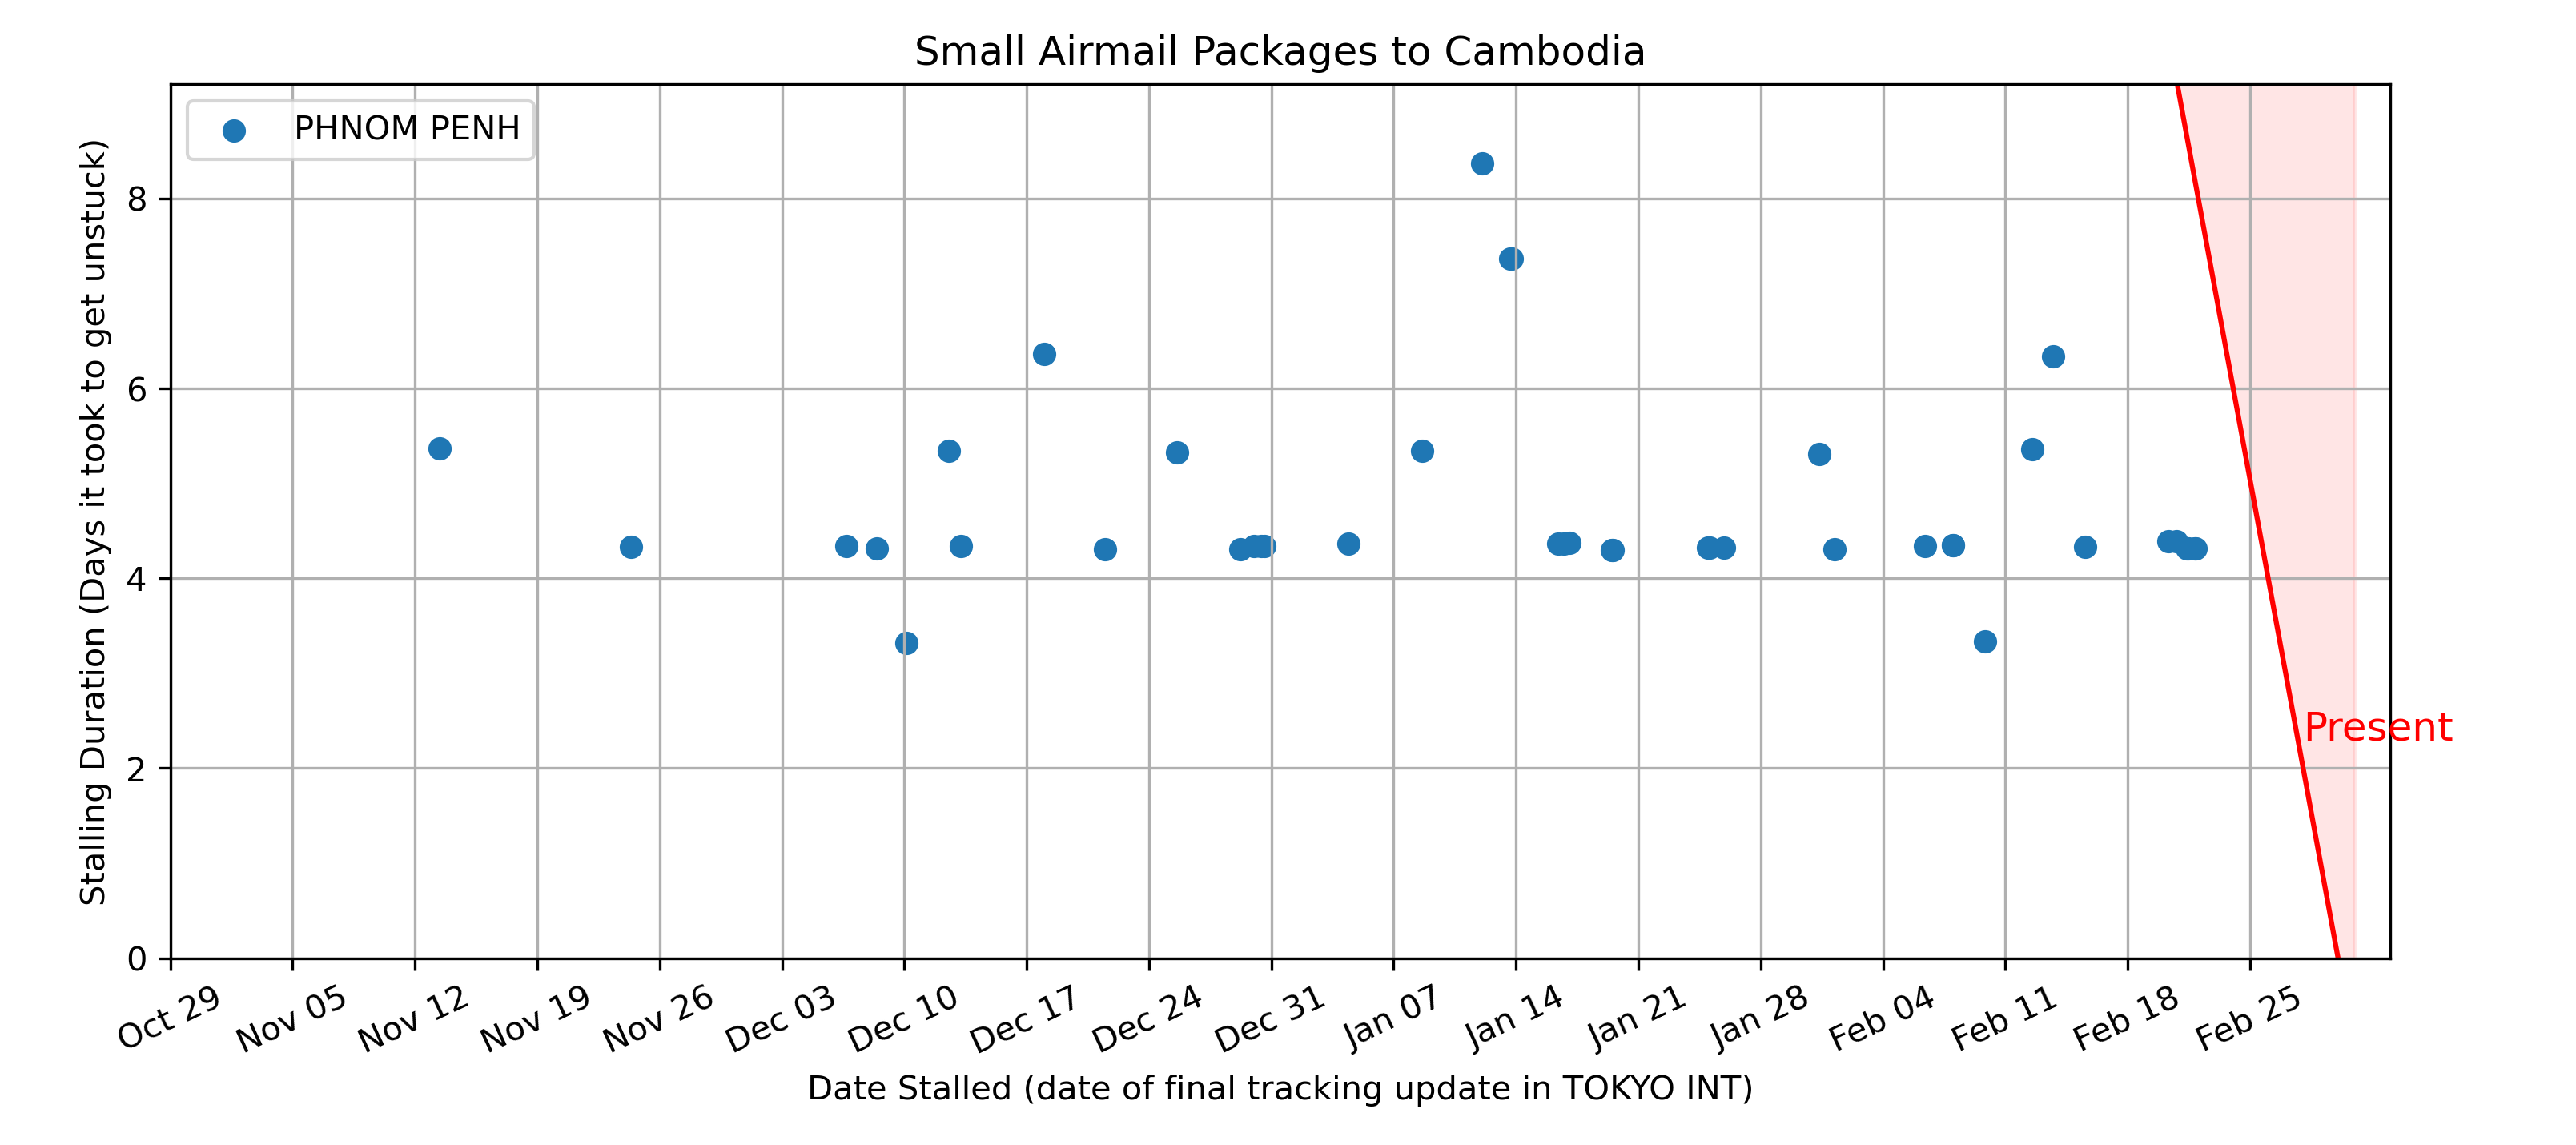 Small Airmail Packages to Cambodia
PHNOM PENH
Stalling Duration (Days it took to get unstuck)
8
6
4
2
0
Present
Oct 29 Nov 05 Nov 12 Nov 19 Nov 26 Dec 03 Dec 10 Dec 17 Dec 24 Dec 31 Jan 07 Jan 14 Jan 21 Jan 28 Feb 04 Feb 11 Feb 18 Feb 25
Date Stalled (date of final tracking update in TOKYO INT)